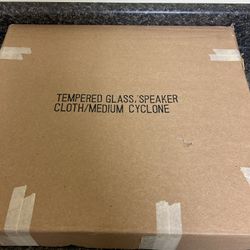 TEMPERED GLASS/SPEAKER
CLOTH/MEDIUM CYCLONE